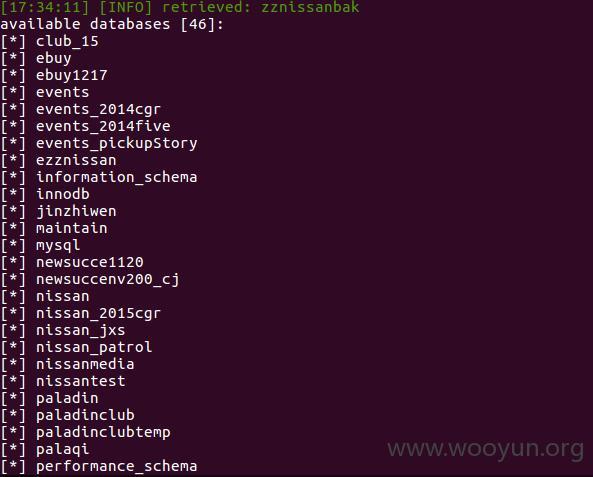 [17:34:11] [INFO] retrieved: zznissanbak
available databases [46]:
[*] club_15
[*] ebuy
[*] ebuy1217
[*] events
[*] events_2014cgr
[*] events_2014five
[*] events_pickupStory
[*] ezznissan
[*] information_schema
[*] innodb
[*] jinzhiwen
[*] maintain
[*] mysql
[*] newsucce1120
[*] newsuccenv200_cj
[*] nissan
[*] nissan_2015cgr
[*] nissan_jxs
[*] nissan_patrol
[*] nissanmedia
[*] nissantest
[*] paladin
[*] paladinclub
[*] paladinclubtemp
[*] palaqi
[*] performance_schema
www.wooyun.org